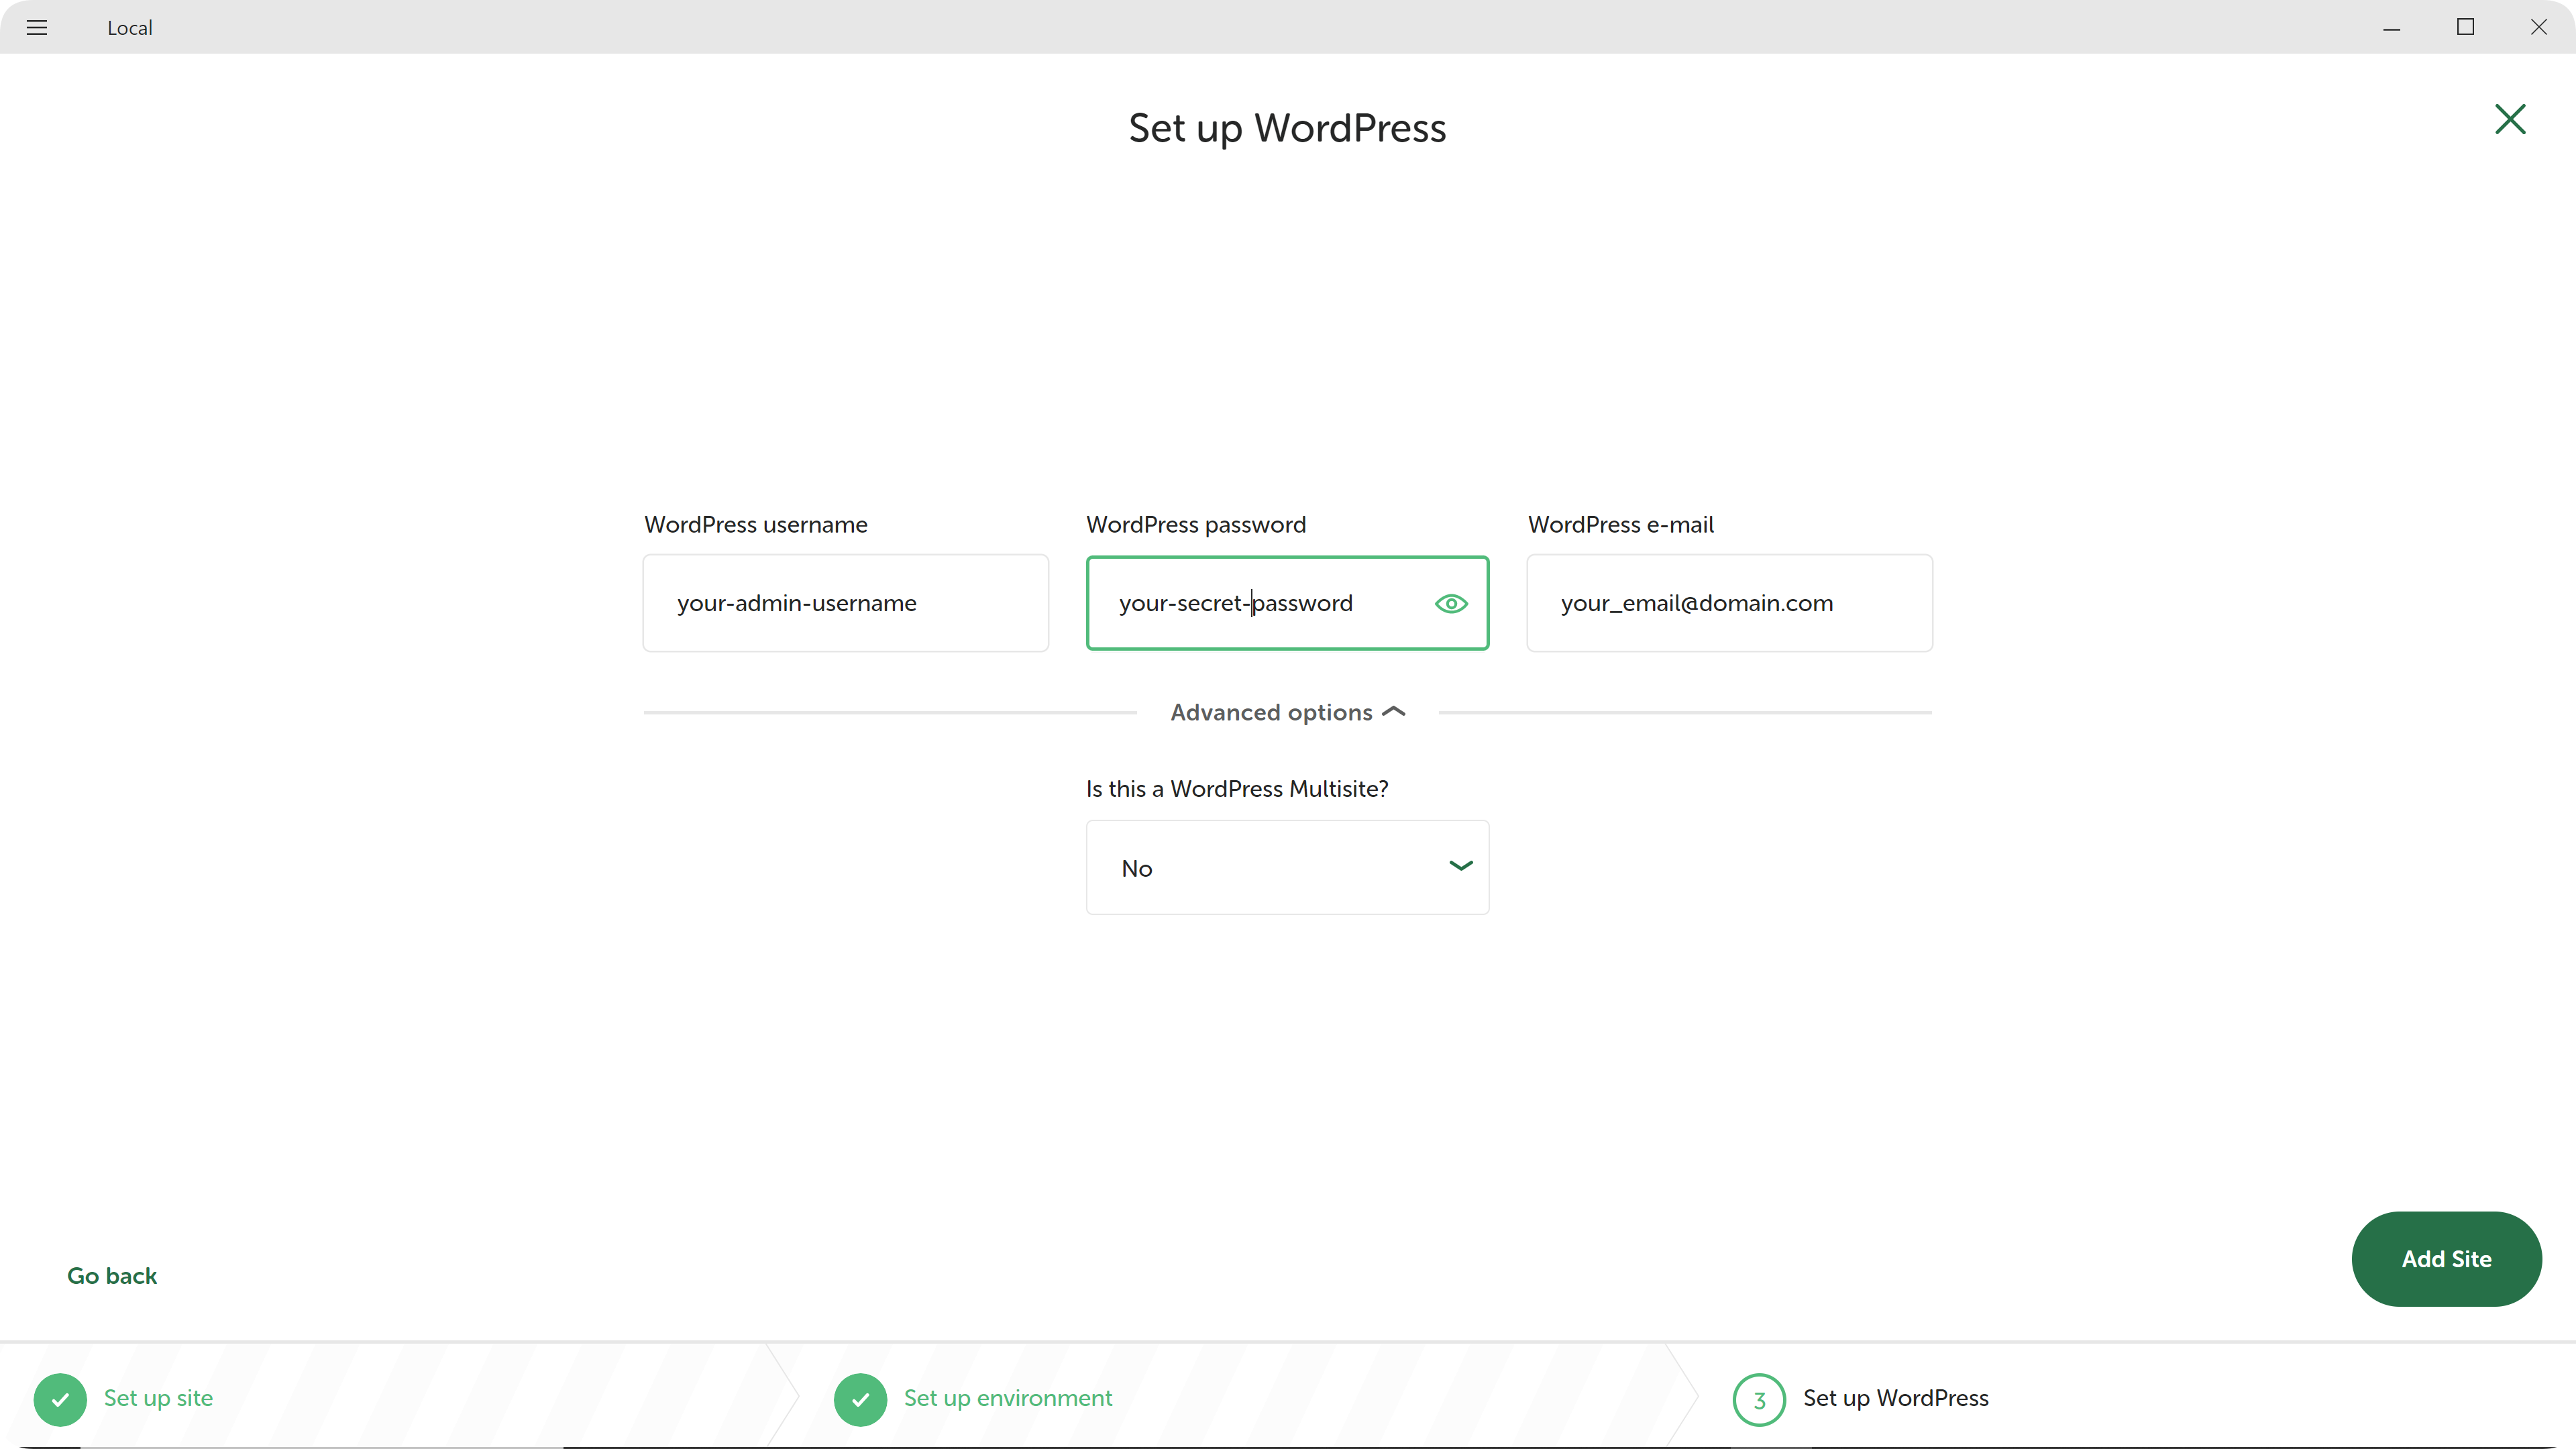 Local
Set up WordPress
WordPress username
WordPress password
WordPress e-mail
your-admin-username
your-secret-password
your_email@domain.com
Advanced options
Is this a WordPress Multisite?
No
Go back
Add Site
Set up site
Set up environment
3
Set up WordPress